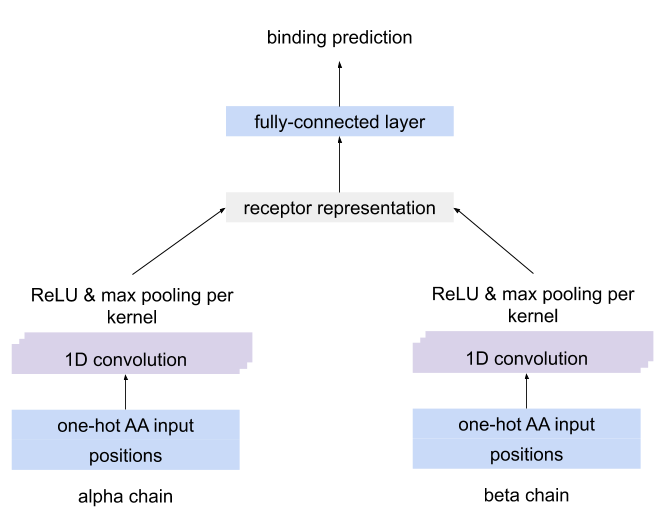 binding prediction
fully-connected layer
receptor representation
ReLU & max pooling per
kernel
1D convolution
one-hot AA input
positions
alpha chain
ReLU & max pooling per
kernel
1D convolution
one-hot AA input
positions
beta chain